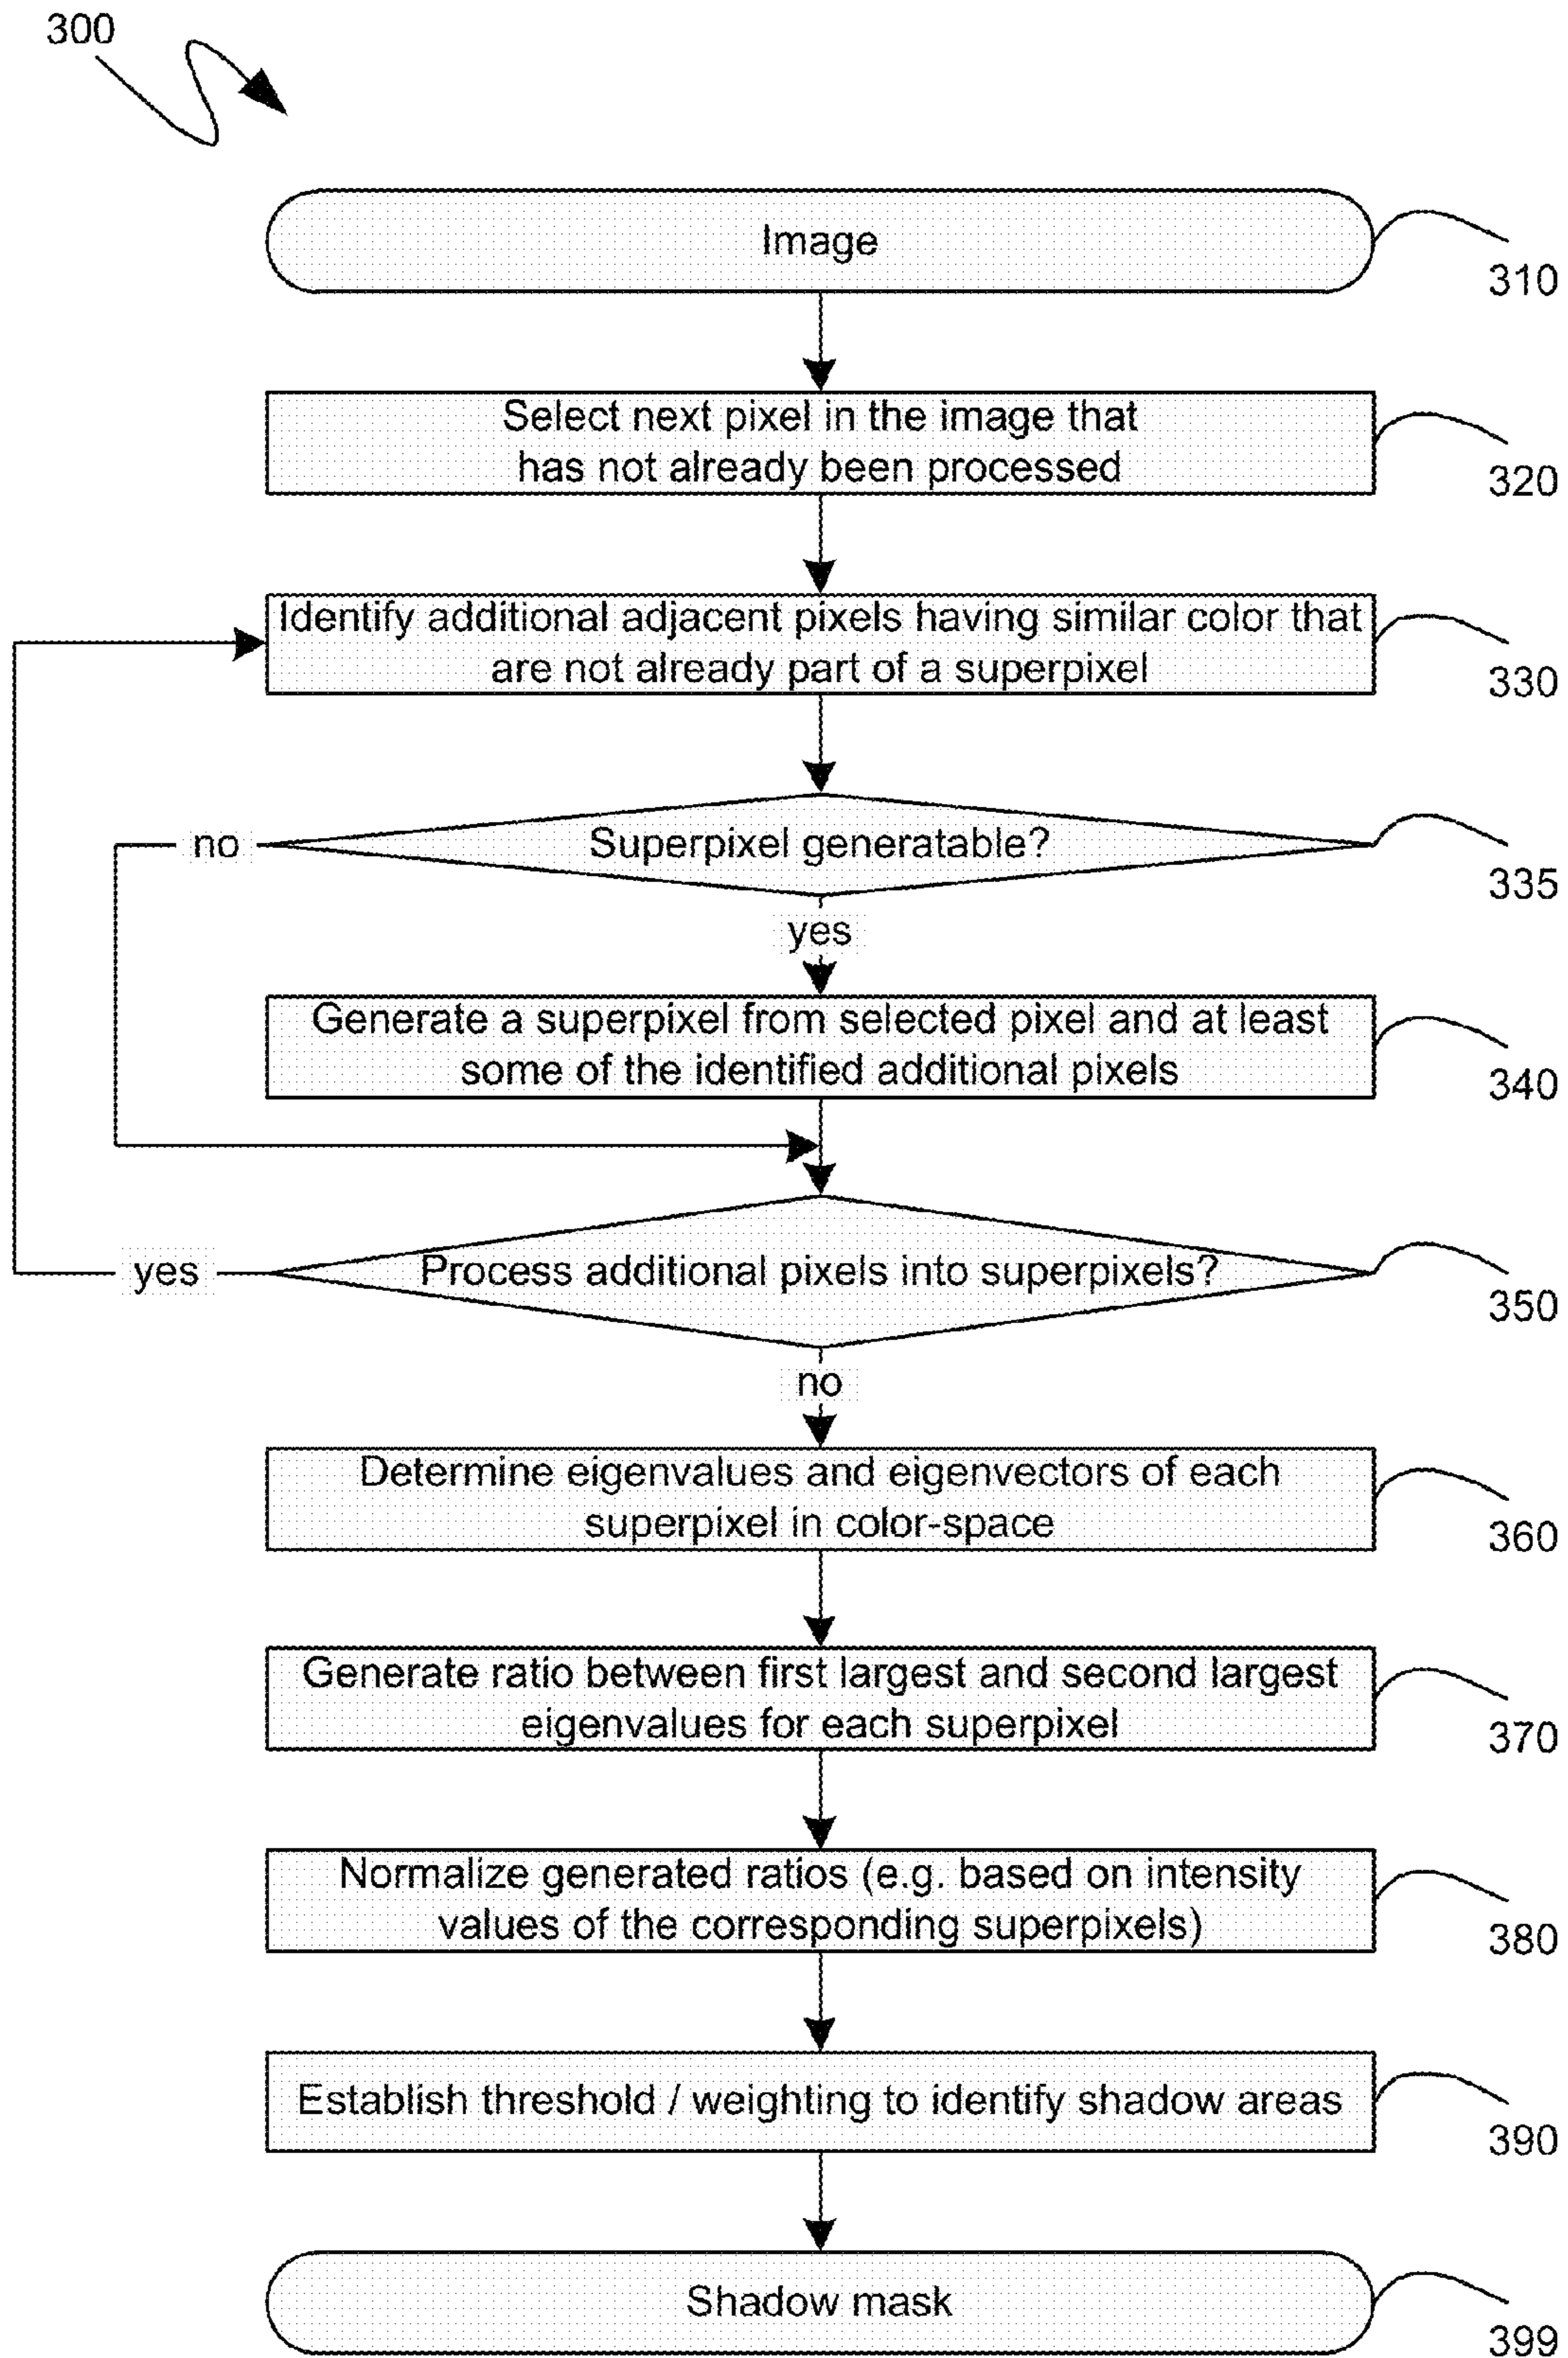 300
Image
310
Select next pixel in the image that
has not already been processed
320
Identify additional adjacent pixels having similar color that
are not already part of a superpixel
330
Superpixel generatable?
no
335
yes
Generate a superpixel from selected pixel and at least
some of the identified additional pixels
340
Process additional pixels into superpixels?
yes
350
no
Determine eigenvalues and eigenvectors of each
superpixel in color-space
360
Generate ratio between first largest and second largest
eigenvalues for each superpixel
370
Normalize generated ratios (e.g. based on intensity
values of the corresponding superpixels)
380
Establish threshold / weighting to identify shadow areas
390
Shadow mask
399